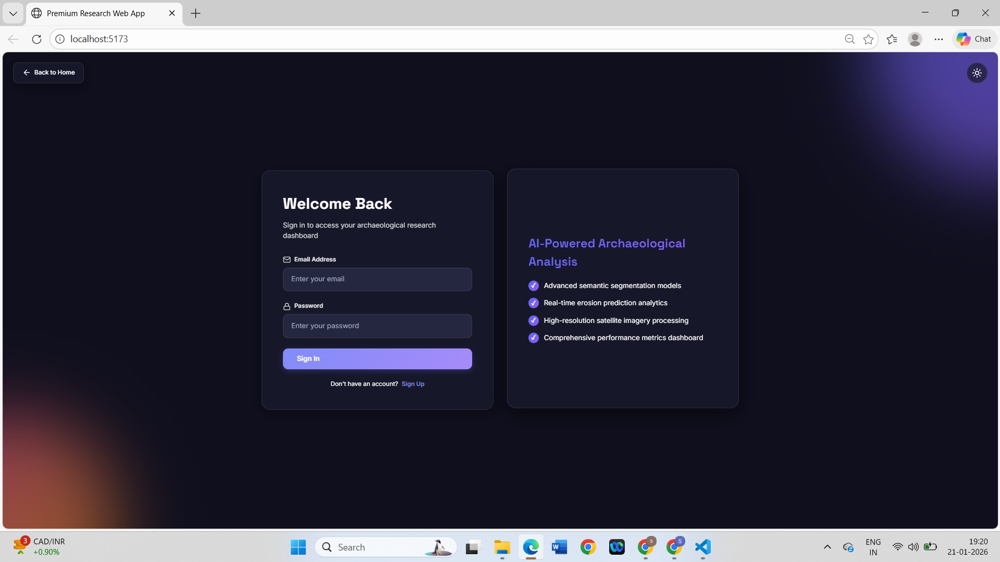 Premium Research Web App
localhost:5173
Chat
Back to Home
Welcome Back
Sign in to access your archaeological research
dashboard
Email Address
Enter your email
Password
Enter your password
Sign In
Don't have an account? Sign Up
AI-Powered Archaeological
Analysis
Advanced semantic segmentation models
Real-time erosion prediction analytics
High-resolution satellite imagery processing
Comprehensive performance metrics dashboard
3
CAD/INR
+0.90%
Search
W
S
S
ENG
IN
19:20
21-01-2026